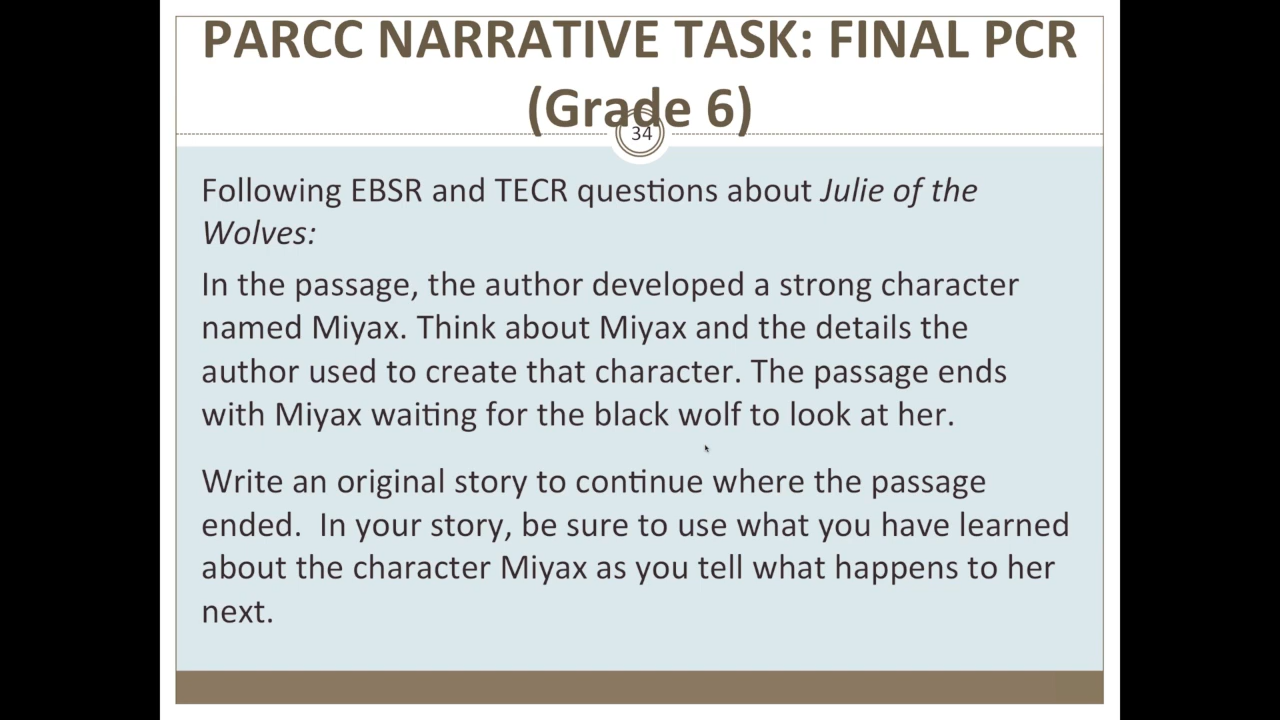 PARCC NARRATIVE TASK: FINAL PCR
(Grade 6)
34
Following EBSR and TECR questions about Julie of the
Wolves:
In the passage, the author developed a strong character
named Miyax. Think about Miyax and the details the
author used to create that character. The passage ends
with Miyax waiting for the black wolf to look at her.
Write an original story to continue where the passage
ended.  In your story, be sure to use what you have learned
about the character Miyax as you tell what happens to her
next.